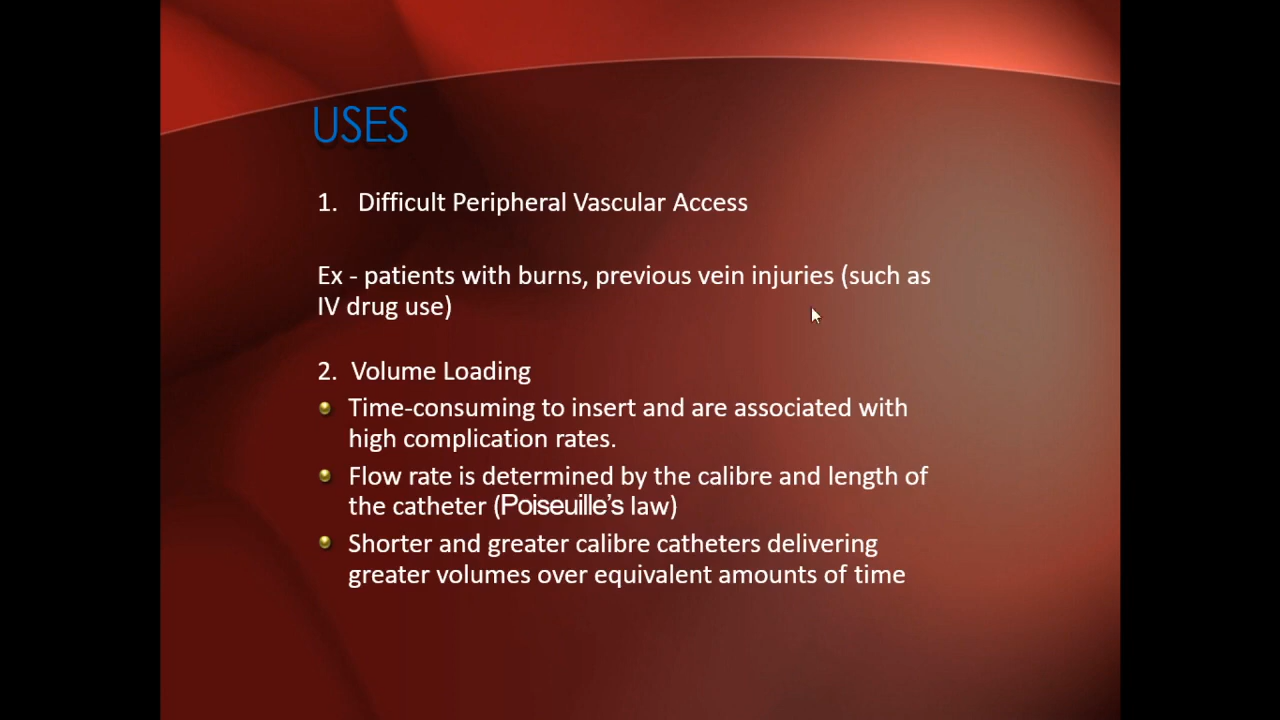 USES
1. Difficult Peripheral Vascular Access
Ex - patients with burns, previous vein injuries (such as
IV drug use)
2. Volume Loading
Time-consuming to insert and are associated with
high complication rates.
Flow rate is determined by the calibre and length of
the catheter (Poiseuille’s law)
Shorter and greater calibre catheters delivering
greater volumes over equivalent amounts of time